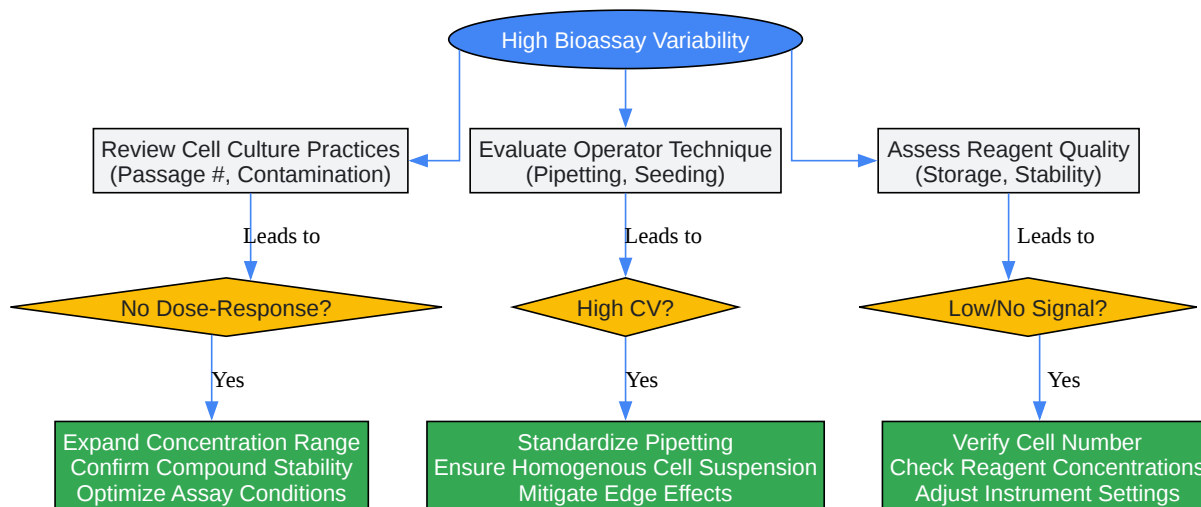 High Bioassay Variability
Review Cell Culture Practices
(Passage #, Contamination)
Evaluate Operator Technique
(Pipetting, Seeding)
Assess Reagent Quality
(Storage, Stability)
Leads to
Leads to
Leads to
No Dose-Response?
High CV?
Low/No Signal?
Yes
Yes
Yes
Expand Concentration Range
Confirm Compound Stability
Optimize Assay Conditions
Standardize Pipetting
Ensure Homogenous Cell Suspension
Mitigate Edge Effects
Verify Cell Number
Check Reagent Concentrations
Adjust Instrument Settings